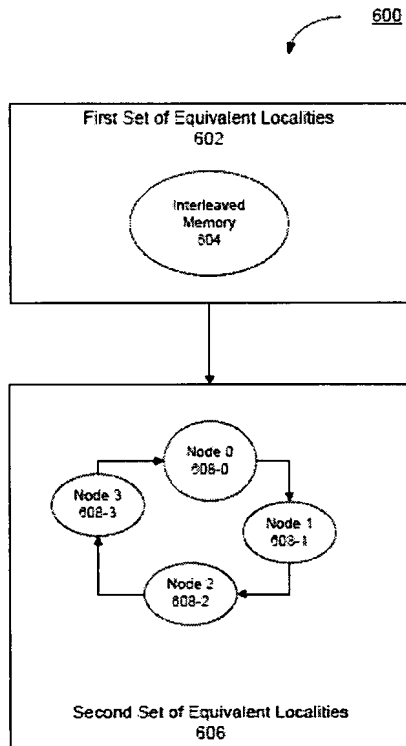 600
First Set of Equivalent Localities
602
Interleaved
Memory
604
Node 0
608-0
Node 1
608-1
Node 2
608-2
Node 3
608-3
Second Set of Equivalent Localities
606